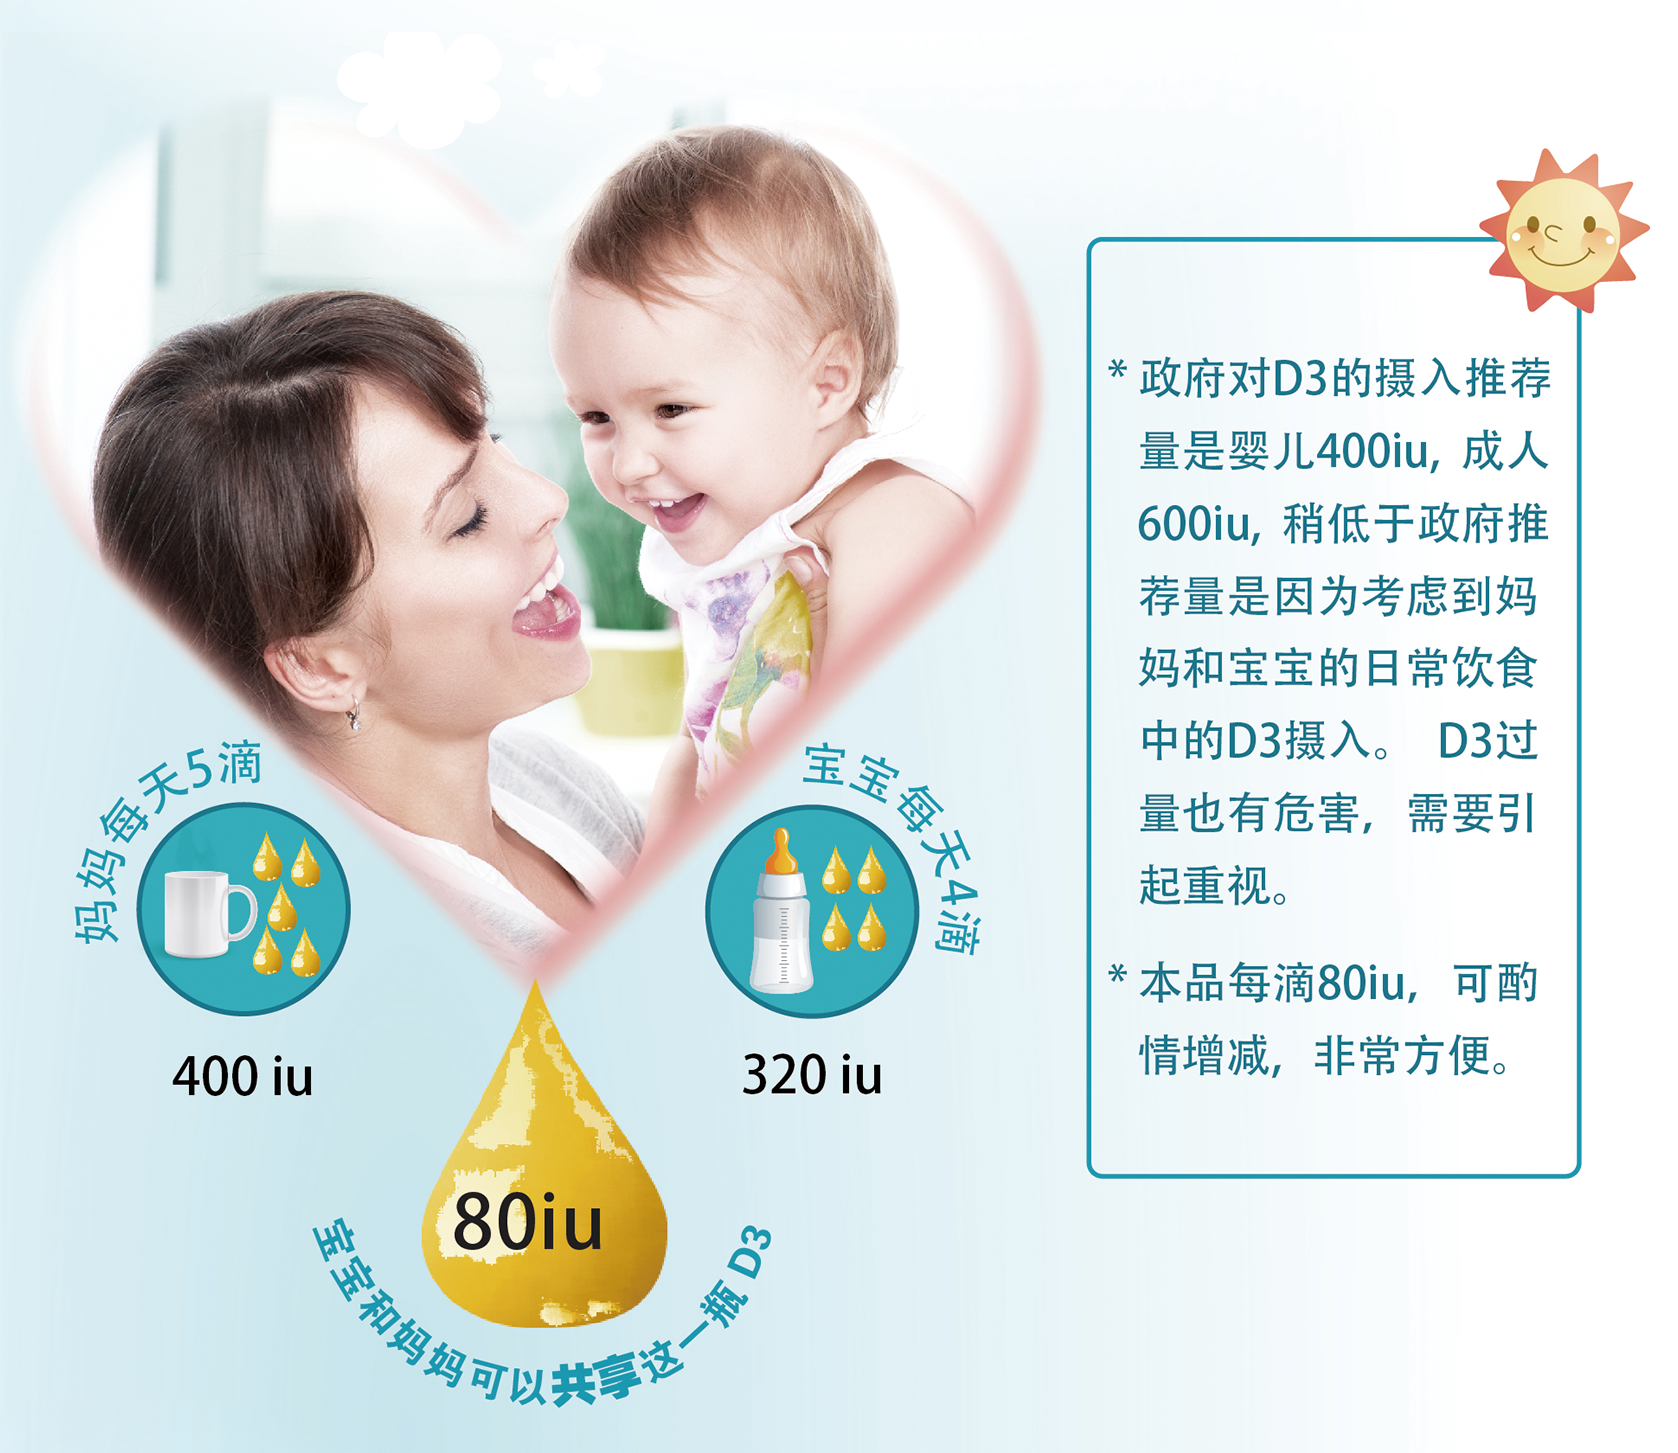 妈妈每天5滴
400 iu
宝宝每天4滴
320 iu
80iu
宝宝和妈妈可以共享这一瓶 D3
* 政府对D3的摄入推荐
量是婴儿400iu, 成人
600iu, 稍低于政府推
荐量是因为考虑到妈
妈和宝宝的日常饮食
中的D3摄入。 D3过
量也有危害, 需要引
起重视。
* 本品每滴80iu, 可酌
情增减, 非常方便。